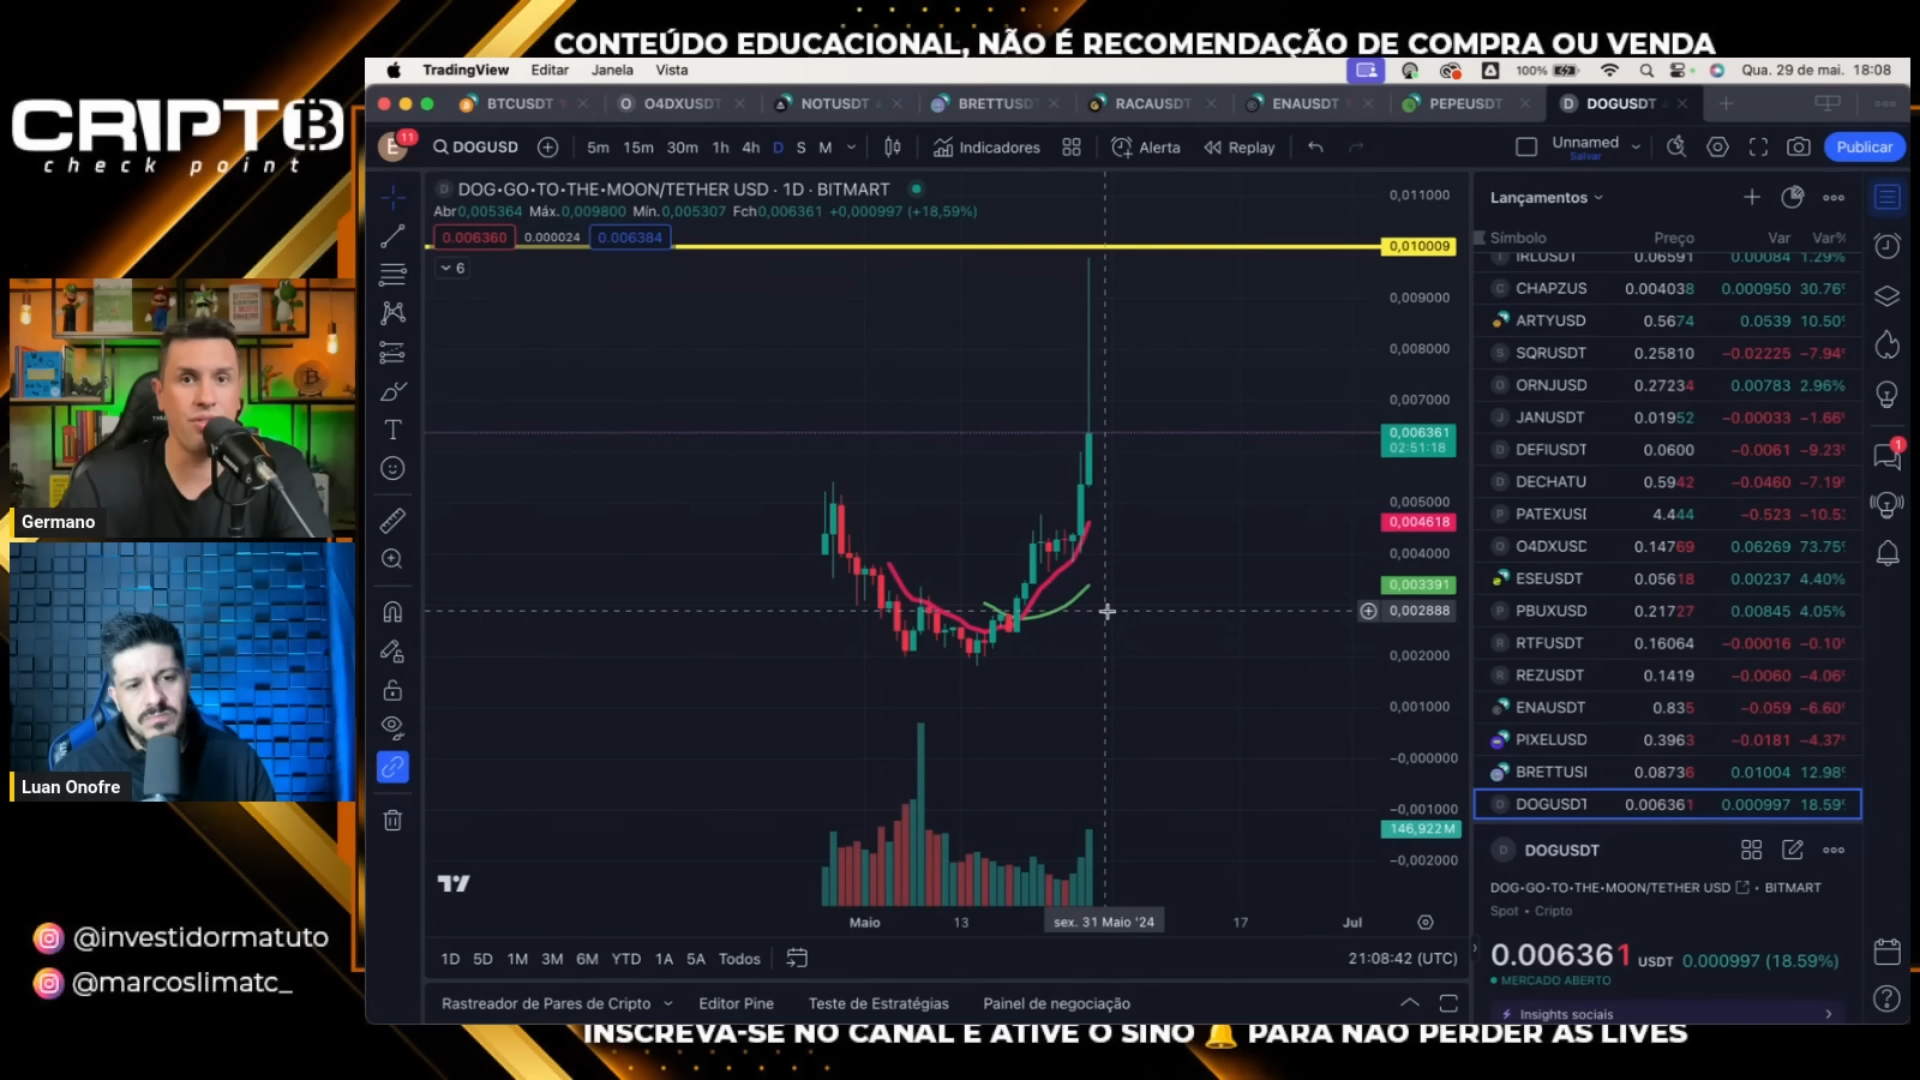 CONTEÚDO EDUCACIONAL, NÃO É RECOMENDAÇÃO DE COMPRA OU VENDA
CRIPTO
check point
TradingView Editar Janela Vista
100% Qua. 29 de mai. 18:08
BTCUSDT O4DXUSDT NOTUSDT BRETTUSDT RACAUSDT ENAUSDT PEPEUSDT DOGUSDT
E 11 DOGUSD 5m 15m 30m 1h 4h D S M Indicadores Alerta Replay Unnamed Salvar Publicar
DOG•GO•TO•THE•MOON/TETHER USD · 1D · BITMART
Abr0,005364 Máx.0,009800 Mín.0,005307 Fch0,006361 +0,000997 (+18,59%)
0.006360 0.000024 0.006384
6
0,011000
0,010009
0,009000
0,008000
0,007000
0,006361
02:51:18
0,005000
0,004618
0,004000
0,003391
0,002888
0,002000
0,001000
−0,000000
−0,001000
146,922M
−0,002000
Maio 13 sex. 31 Maio '24 17 Jul
1D 5D 1M 3M 6M YTD 1A 5A Todos 21:08:42 (UTC)
Rastreador de Pares de Cripto Editor Pine Teste de Estratégias Painel de negociação
Lançamentos
Símbolo Preço Var Var%
IRLUSDT 0.06591 0.00084 1.29%
CHAPZUS 0.004038 0.000950 30.76%
ARTYUSD 0.5674 0.0539 10.50%
SQRUSDT 0.25810 −0.02225 −7.94%
ORNJUSD 0.27234 0.00783 2.96%
JANUSDT 0.01952 −0.00033 −1.66%
DEFIUSDT 0.0600 −0.0061 −9.23%
DECHATU 0.5942 −0.0460 −7.19%
PATEXUSI 4.444 −0.523 −10.5
O4DXUSD 0.14769 0.06269 73.75%
ESEUSDT 0.05618 0.00237 4.40%
PBUXUSD 0.21727 0.00845 4.05%
RTFUSDT 0.16064 −0.00016 −0.10%
REZUSDT 0.1419 −0.0060 −4.06%
ENAUSDT 0.835 −0.059 −6.60%
PIXELUSD 0.3963 −0.0181 −4.37%
BRETTUSI 0.08736 0.01004 12.98%
DOGUSDT 0.006361 0.000997 18.59%
1
D DOGUSDT
DOG•GO•TO•THE•MOON/TETHER USD • BITMART
Spot • Cripto
0.006361 USDT 0.000997 (18.59%)
MERCADO ABERTO
Insights sociais
Germano
Luan Onofre
@investidormatuto
@marcoslimatc_
INSCREVA-SE NO CANAL E ATIVE O SINO 🔔 PARA NÃO PERDER AS LIVES